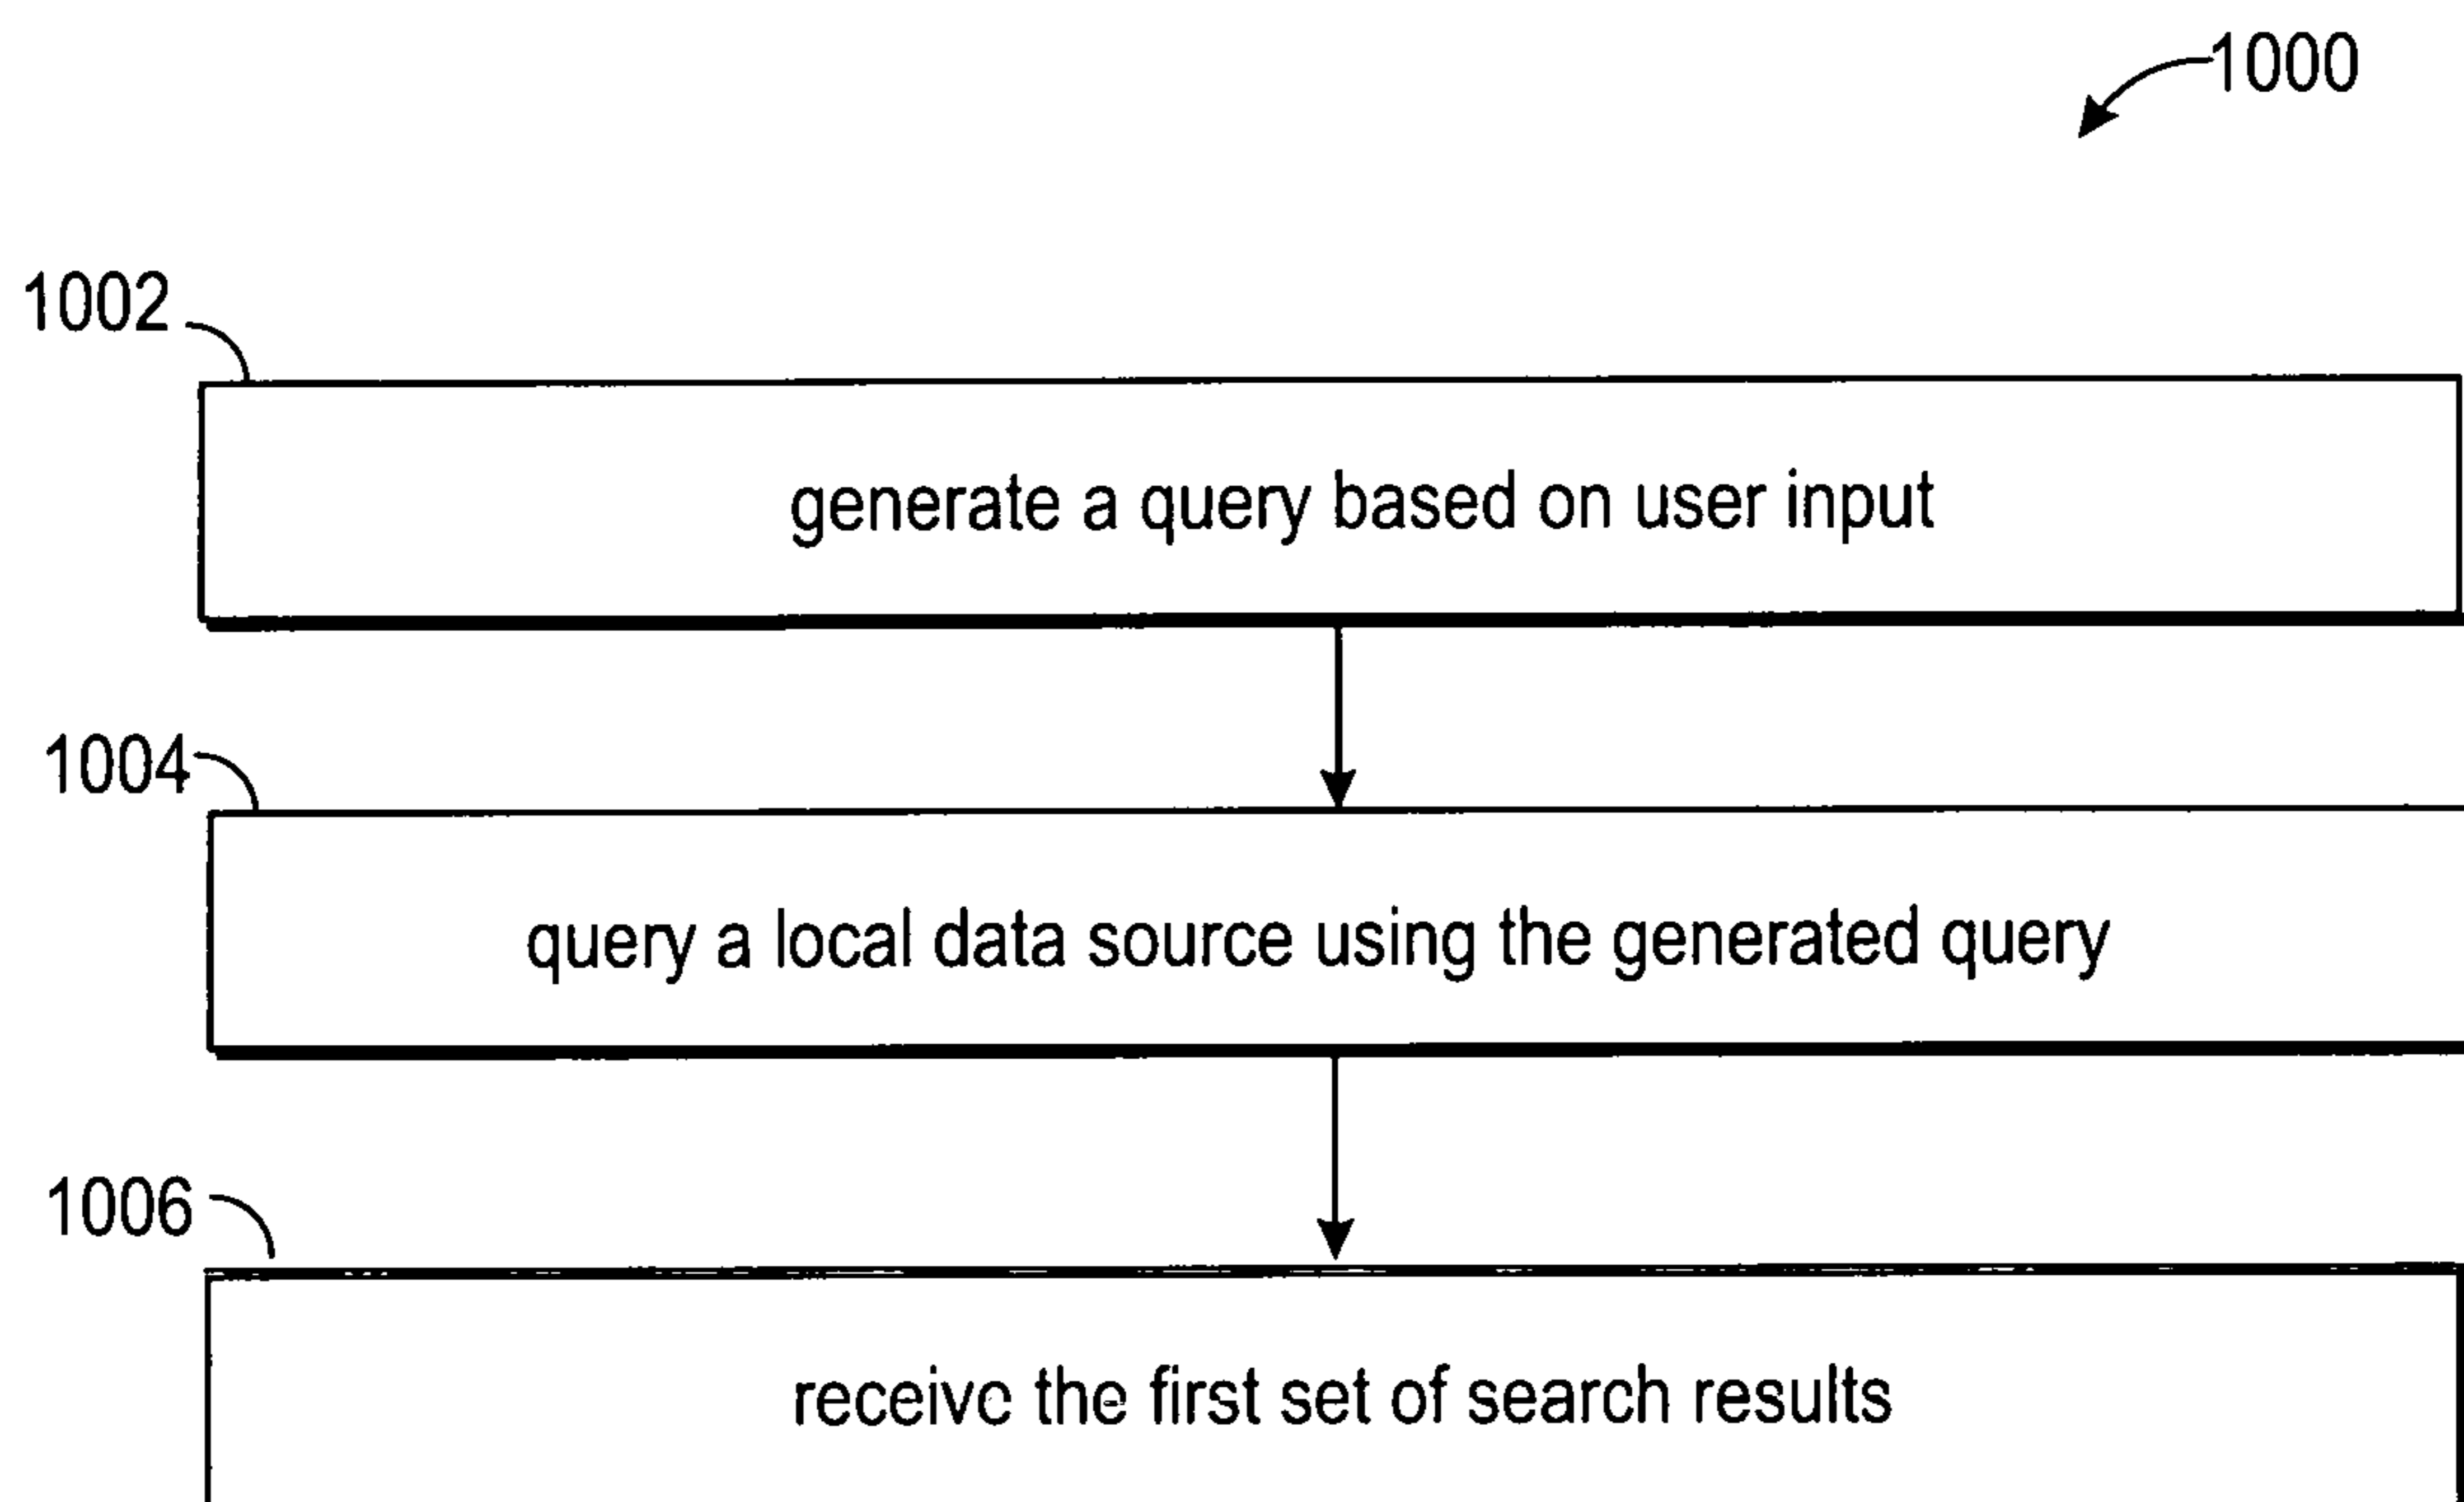 1000
1002
generate a query based on user input
1004
query a local data source using the generated query
1006
receive the first set of search results